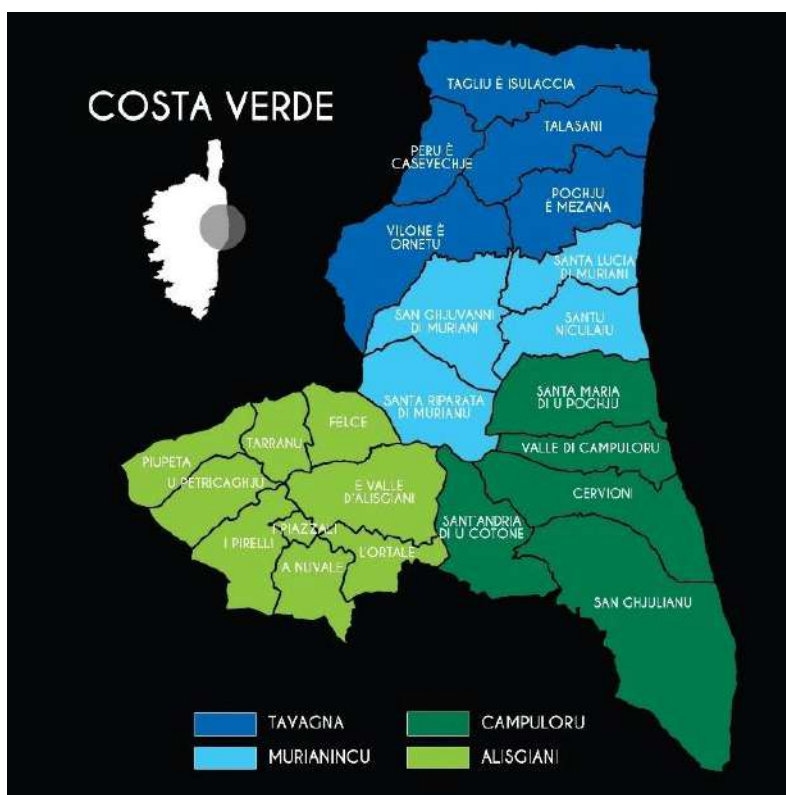 COSTA VERDE
TAGLIU È ISULACCIA
TALASANI
PERU È
CASEVECHJE
POGHJU
È MEZANA
VILONE È
ORNETU
SANTA LUCIA
DI MURIANI
SAN GHJUVANNI
DI MURIANI
SANTU
NICULAIU
SANTA RIPARATA
DI MURIANU
SANTA MARIA
DI U POGHJU
FELCE
TARRANU
VALLE DI CAMPULORU
PIUPETA
U PETRICAGHJU
E VALLE
D'ALISGIANI
CERVIONI
I PIAZZALI
SANT'ANDRIA
DI U COTONE
I PIRELLI
L'ORTALE
A NUVALE
SAN GHJULIANU
TAVAGNA
CAMPULORU
MURIANINCU
ALISGIANI